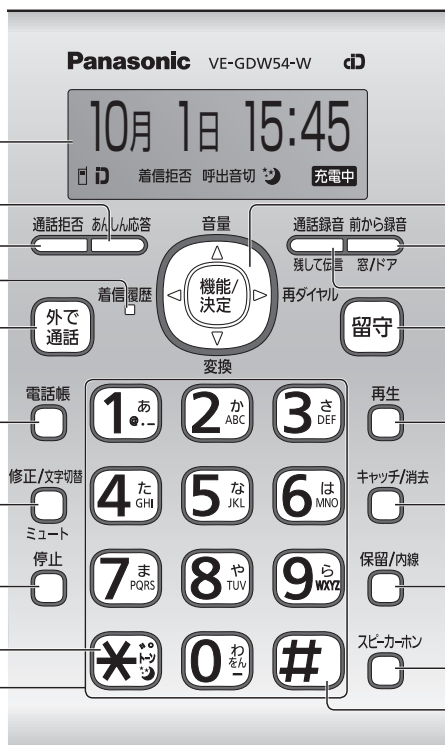 Panasonic VE-GDW54-W
10月 1日 15:45
着信拒否 呼出音切 充電中
通話拒否 あんしん応答 音量 通話録音 前から録音
残して伝言 窓/ドア
着信履歴 機能/決定 再ダイヤル
外で通話 留守
変換
電話帳 再生
1 あ @.-
2 か ABC
3 さ DEF
修正/文字切替 キャッチ/消去
4 た GHI
5 な JKL
6 は MNO
ミュート
停止 保留/内線
7 ま PQRS
8 や TUV
9 ら WXYZ
スピーカーホン
* トーン
0 わをん ー
#